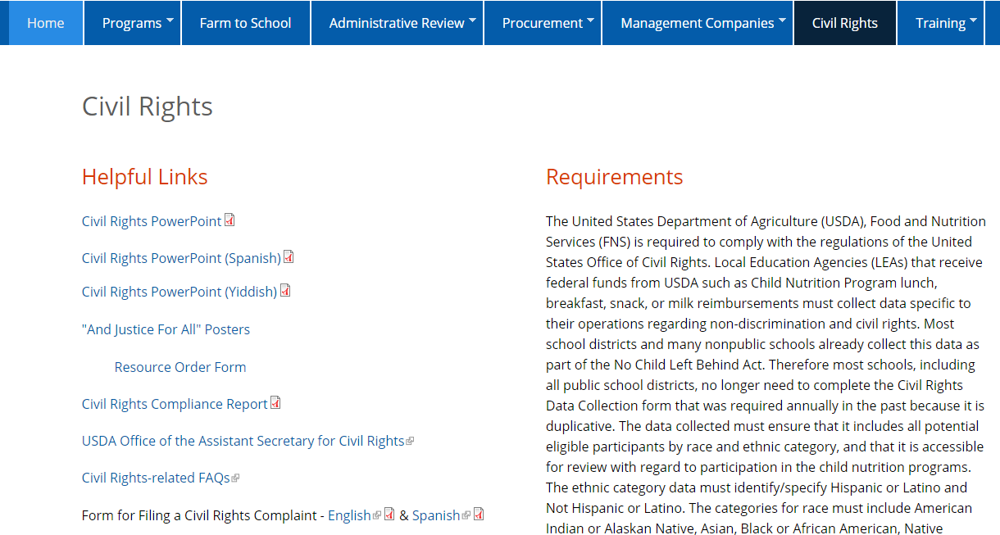 Home Programs Farm to School Administrative Review Procurement Management Companies Civil Rights Training
Civil Rights
Helpful Links
Civil Rights PowerPoint
Civil Rights PowerPoint (Spanish)
Civil Rights PowerPoint (Yiddish)
"And Justice For All" Posters
Resource Order Form
Civil Rights Compliance Report
USDA Office of the Assistant Secretary for Civil Rights
Civil Rights-related FAQs
Form for Filing a Civil Rights Complaint - English & Spanish
Requirements
The United States Department of Agriculture (USDA), Food and Nutrition
Services (FNS) is required to comply with the regulations of the United
States Office of Civil Rights. Local Education Agencies (LEAs) that receive
federal funds from USDA such as Child Nutrition Program lunch,
breakfast, snack, or milk reimbursements must collect data specific to
their operations regarding non-discrimination and civil rights. Most
school districts and many nonpublic schools already collect this data as
part of the No Child Left Behind Act. Therefore most schools, including
all public school districts, no longer need to complete the Civil Rights
Data Collection form that was required annually in the past because it is
duplicative. The data collected must ensure that it includes all potential
eligible participants by race and ethnic category, and that it is accessible
for review with regard to participation in the child nutrition programs.
The ethnic category data must identify/specify Hispanic or Latino and
Not Hispanic or Latino. The categories for race must include American
Indian or Alaskan Native, Asian, Black or African American, Native